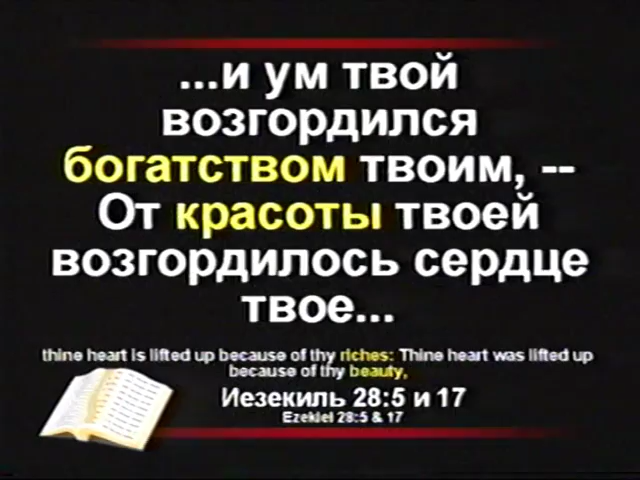 ...и ум твой
возгордился
богатством твоим, --
От красоты твоей
возгордилось сердце
твое...
thine heart is lifted up because of thy riches: Thine heart was lifted up
because of thy beauty,
Иезекиль 28:5 и 17
Ezekiel 28:5 & 17